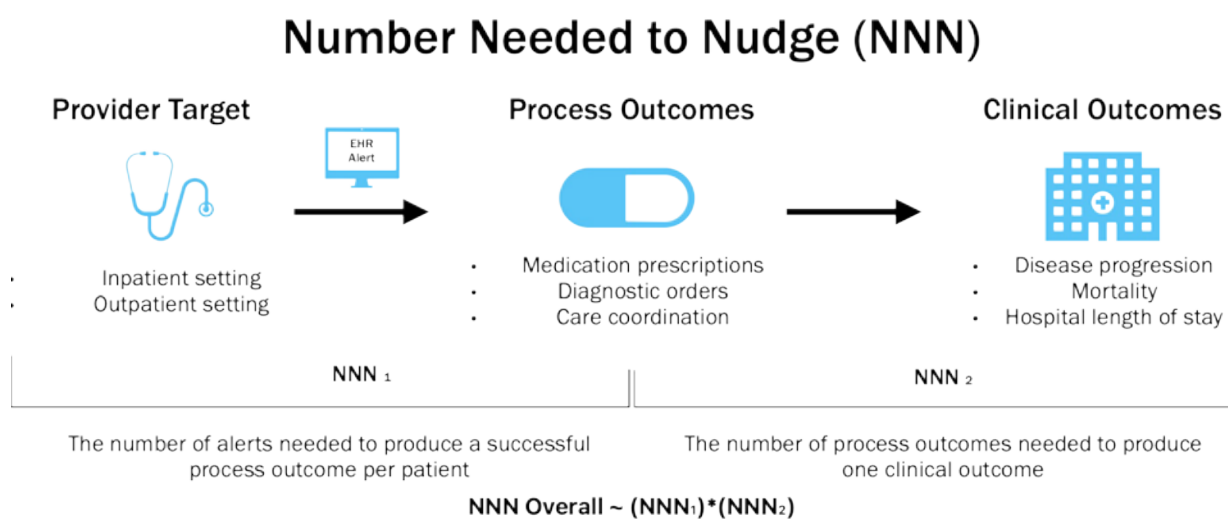 Number Needed to Nudge (NNN)
Provider Target
EHR
Alert
Process Outcomes
Clinical Outcomes
• Inpatient setting
• Outpatient setting
• Medication prescriptions
• Diagnostic orders
• Care coordination
• Disease progression
• Mortality
• Hospital length of stay
NNN ₁
NNN ₂
The number of alerts needed to produce a successful
process outcome per patient
The number of process outcomes needed to produce
one clinical outcome
NNN Overall ~ (NNN₁)*(NNN₂)